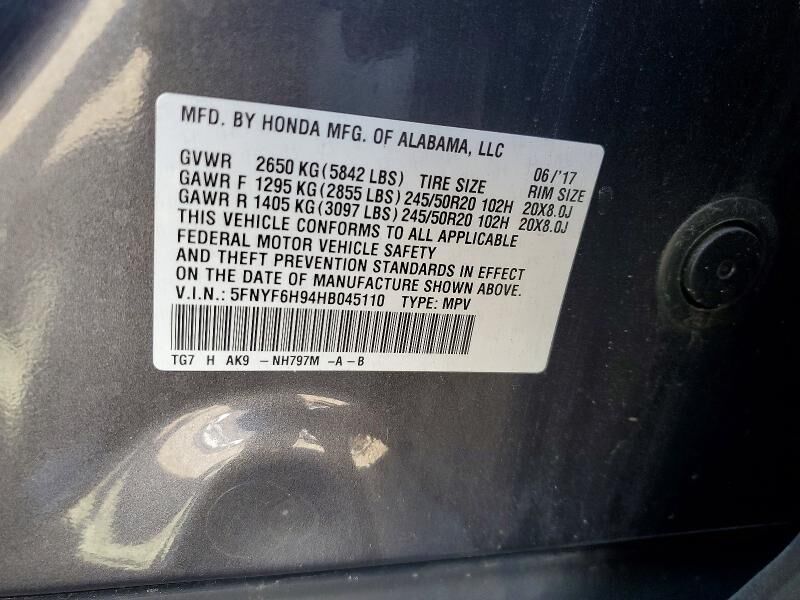 MFD. BY HONDA MFG. OF ALABAMA, LLC
06/'17
GVWR 2650 KG(5842 LBS) TIRE SIZE RIM SIZE
GAWR F 1295 KG(2855 LBS) 245/50R20 102H 20X8.0J
GAWR R 1405 KG(3097 LBS) 245/50R20 102H 20X8.0J
THIS VEHICLE CONFORMS TO ALL APPLICABLE
FEDERAL MOTOR VEHICLE SAFETY
AND THEFT PREVENTION STANDARDS IN EFFECT
ON THE DATE OF MANUFACTURE SHOWN ABOVE.
V.I.N.: 5FNYF6H94HB045110 TYPE: MPV
TG7 H AK9 -NH797M -A-B